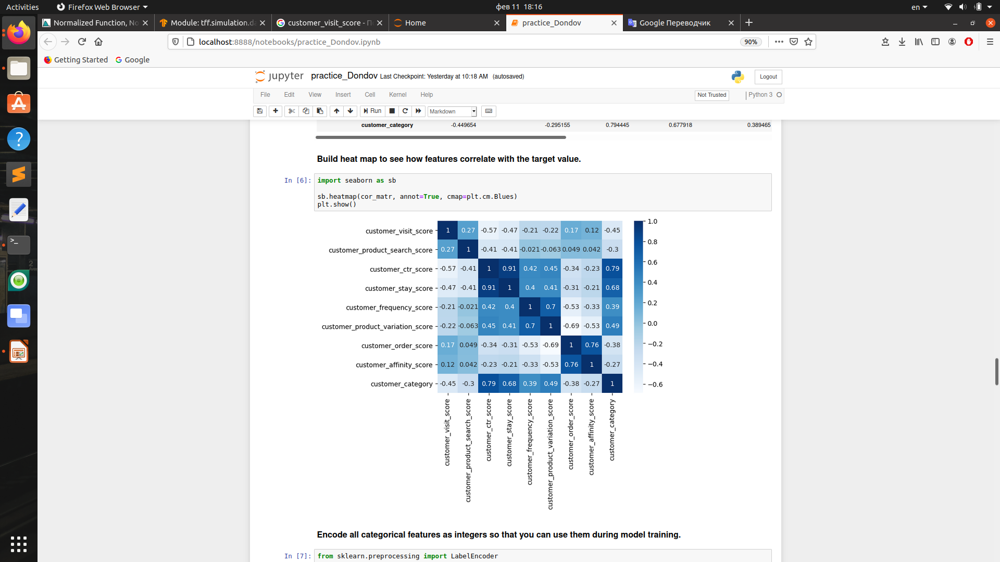 Activities
Firefox Web Browser
фев 11 18:16
en
Normalized Function, No
Module: tff.simulation.da
customer_visit_score - П
Home
practice_Dondov
Google Переводчик
localhost:8888/notebooks/practice_Dondov.ipynb
90%
Getting Started
Google
jupyter
practice_Dondov Last Checkpoint: Yesterday at 10:18 AM (autosaved)
Logout
File Edit View Insert Cell Kernel Help
Not Trusted
Python 3
Run
Markdown
customer_category -0.449654 -0.295155 0.794445 0.677918 0.389465
Build heat map to see how features correlate with the target value.
In [6]:
import seaborn as sb
sb.heatmap(cor_matr, annot=True, cmap=plt.cm.Blues)
plt.show()
customer_visit_score 1 0.27 -0.57 -0.47 -0.21 -0.22 0.17 0.12 -0.45
customer_product_search_score 0.27 1 -0.41 -0.41 -0.021 -0.063 0.049 0.042 -0.3
customer_ctr_score -0.57 -0.41 1 0.91 0.42 0.45 -0.34 -0.23 0.79
customer_stay_score -0.47 -0.41 0.91 1 0.4 0.41 -0.31 -0.21 0.68
customer_frequency_score -0.21 -0.021 0.42 0.4 1 0.7 -0.53 -0.33 0.39
customer_product_variation_score -0.22 -0.063 0.45 0.41 0.7 1 -0.69 -0.53 0.49
customer_order_score 0.17 0.049 -0.34 -0.31 -0.53 -0.69 1 0.76 -0.38
customer_affinity_score 0.12 0.042 -0.23 -0.21 -0.33 -0.53 0.76 1 -0.27
customer_category -0.45 -0.3 0.79 0.68 0.39 0.49 -0.38 -0.27 1
1.0
0.8
0.6
0.4
0.2
0.0
−0.2
−0.4
−0.6
customer_visit_score
customer_product_search_score
customer_ctr_score
customer_stay_score
customer_frequency_score
customer_product_variation_score
customer_order_score
customer_affinity_score
customer_category
Encode all categorical features as integers so that you can use them during model training.
In [7]:
from sklearn.preprocessing import LabelEncoder